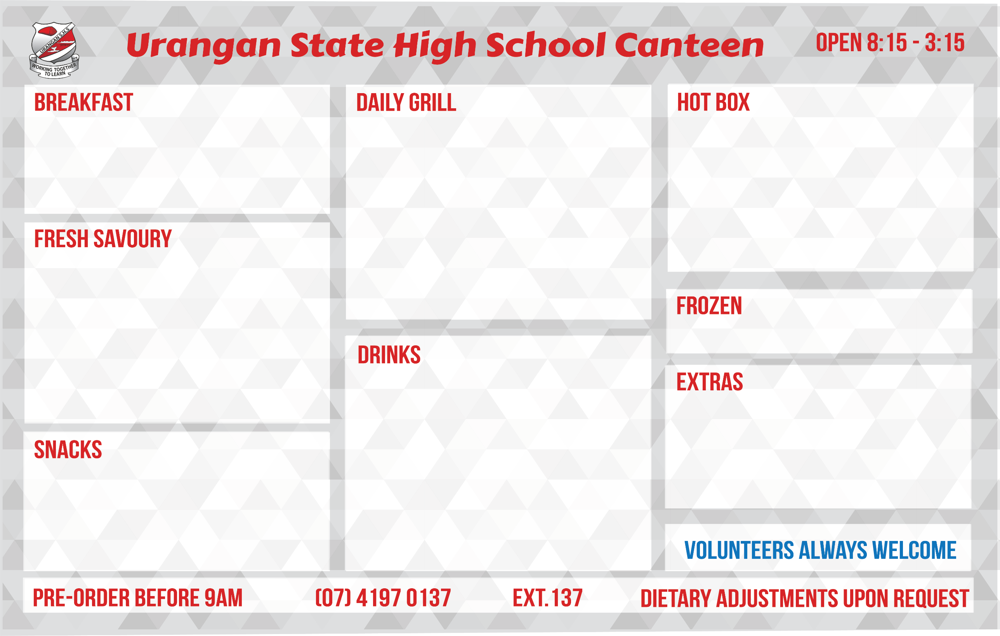 URANGAN S.H.S
WORKING TOGETHER
TO LEARN
Urangan State High School Canteen
OPEN 8:15 - 3:15
BREAKFAST
FRESH SAVOURY
SNACKS
DAILY GRILL
DRINKS
HOT BOX
FROZEN
EXTRAS
VOLUNTEERS ALWAYS WELCOME
PRE-ORDER BEFORE 9AM
(07) 4197 0137
EXT. 137
DIETARY ADJUSTMENTS UPON REQUEST